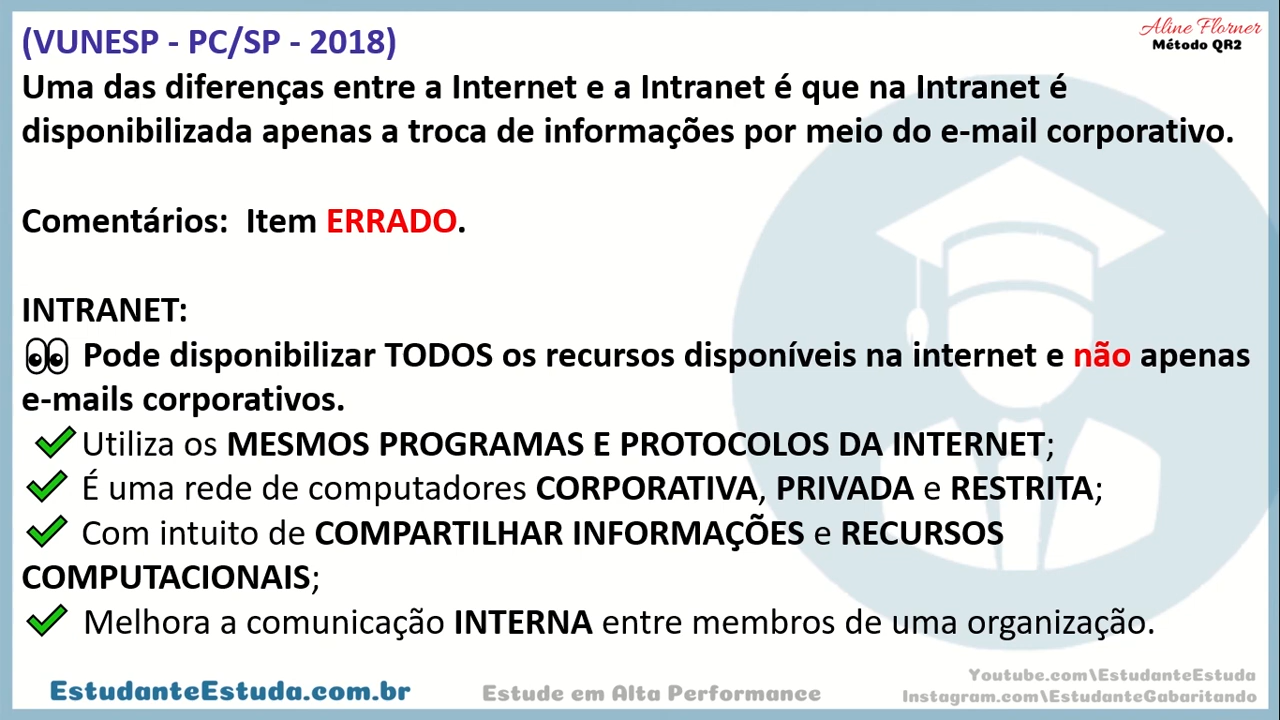 (VUNESP - PC/SP - 2018)
Aline Florner
Método QR2
Uma das diferenças entre a Internet e a Intranet é que na Intranet é
disponibilizada apenas a troca de informações por meio do e-mail corporativo.
Comentários: Item ERRADO.
INTRANET:
Pode disponibilizar TODOS os recursos disponíveis na internet e não apenas
e-mails corporativos.
Utiliza os MESMOS PROGRAMAS E PROTOCOLOS DA INTERNET;
É uma rede de computadores CORPORATIVA, PRIVADA e RESTRITA;
Com intuito de COMPARTILHAR INFORMAÇÕES e RECURSOS
COMPUTACIONAIS;
Melhora a comunicação INTERNA entre membros de uma organização.
EstudanteEstuda.com.br
Estude em Alta Performance
Youtube.com\EstudanteEstuda
Instagram.com\EstudanteGabaritando